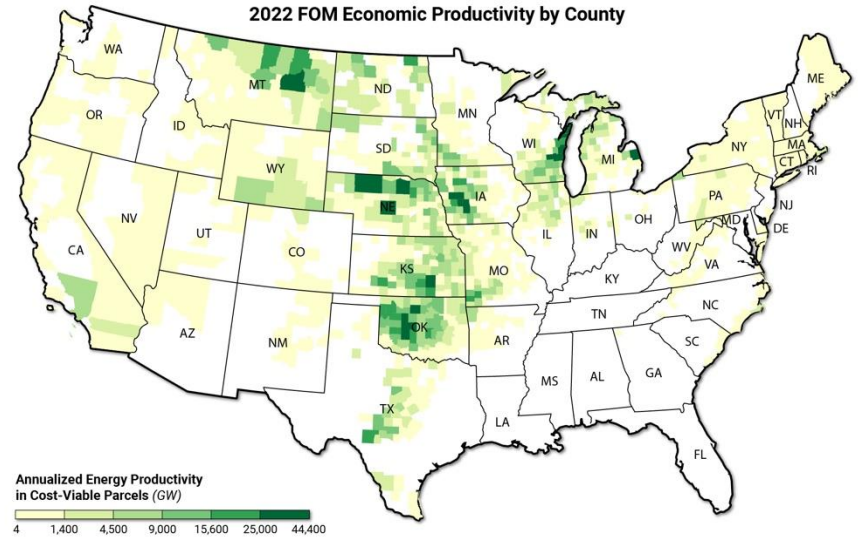 2022 FOM Economic Productivity by County
WA
MT
ND
MN
ME
OR
ID
SD
WI
MI
VT
NH
NY
MA
CT
RI
WY
IA
NE
PA
NJ
NV
UT
CO
IL
IN
OH
MD
DE
CA
KS
MO
WV
VA
KY
AZ
NM
OK
AR
TN
NC
SC
TX
MS
AL
GA
LA
FL
Annualized Energy Productivity
in Cost-Viable Parcels (GW)
4 1,400 4,500 9,000 15,600 25,000 44,400